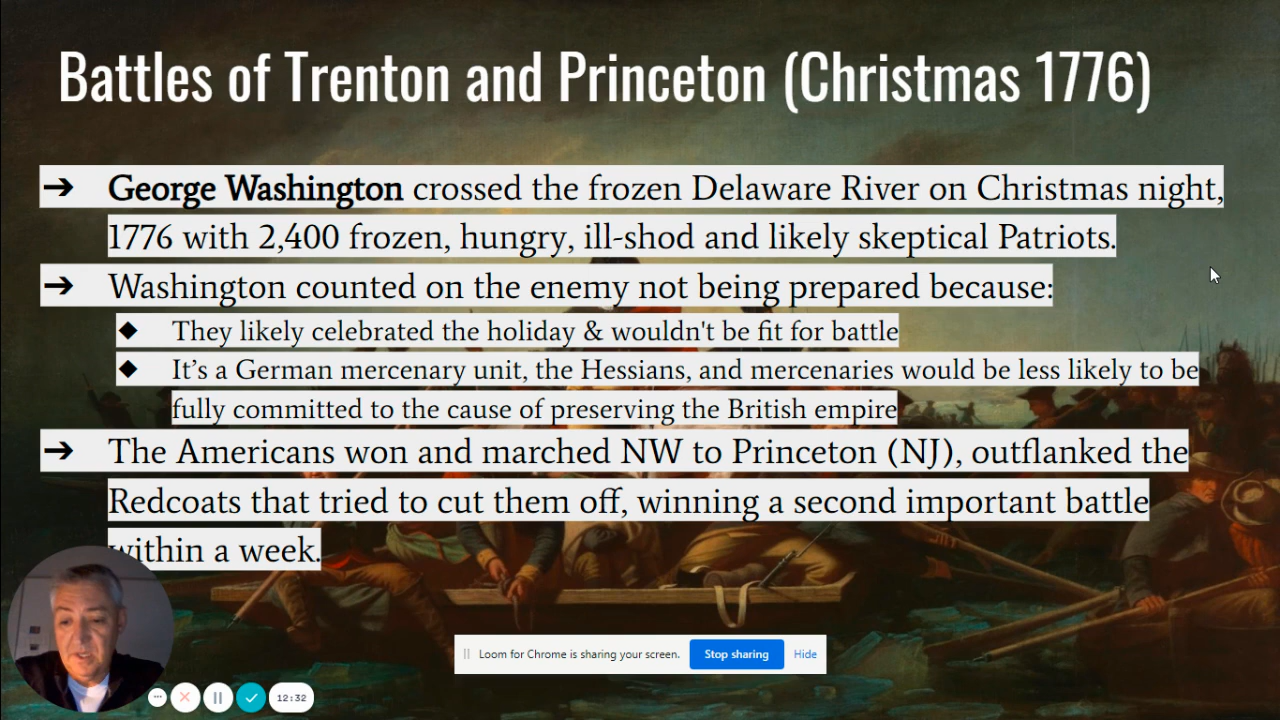 Battles of Trenton and Princeton (Christmas 1776)
➔ George Washington crossed the frozen Delaware River on Christmas night,
1776 with 2,400 frozen, hungry, ill-shod and likely skeptical Patriots.
➔ Washington counted on the enemy not being prepared because:
◆ They likely celebrated the holiday & wouldn't be fit for battle
◆ It’s a German mercenary unit, the Hessians, and mercenaries would be less likely to be
fully committed to the cause of preserving the British empire
➔ The Americans won and marched NW to Princeton (NJ), outflanked the
Redcoats that tried to cut them off, winning a second important battle
within a week.
Loom for Chrome is sharing your screen. Stop sharing Hide
12:32